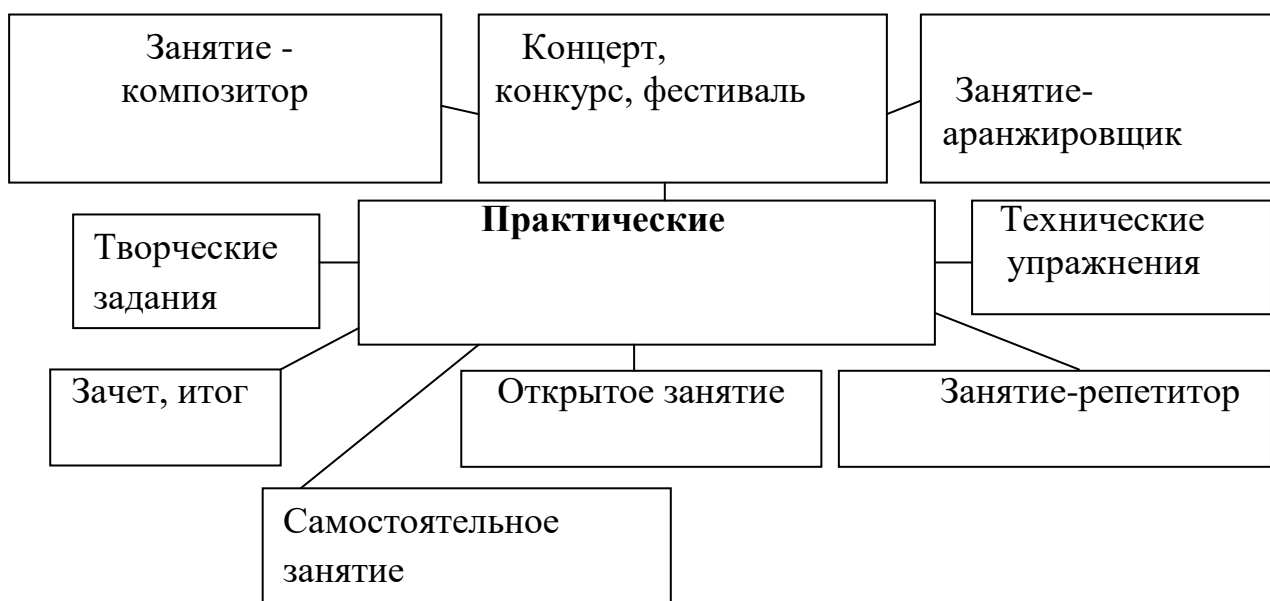 Занятие -
композитор
Концерт,
конкурс, фестиваль
Занятие-
аранжировщик
Практические
Творческие
задания
Технические
упражнения
Зачет, итог
Открытое занятие
Занятие-репетитор
Самостоятельное
занятие